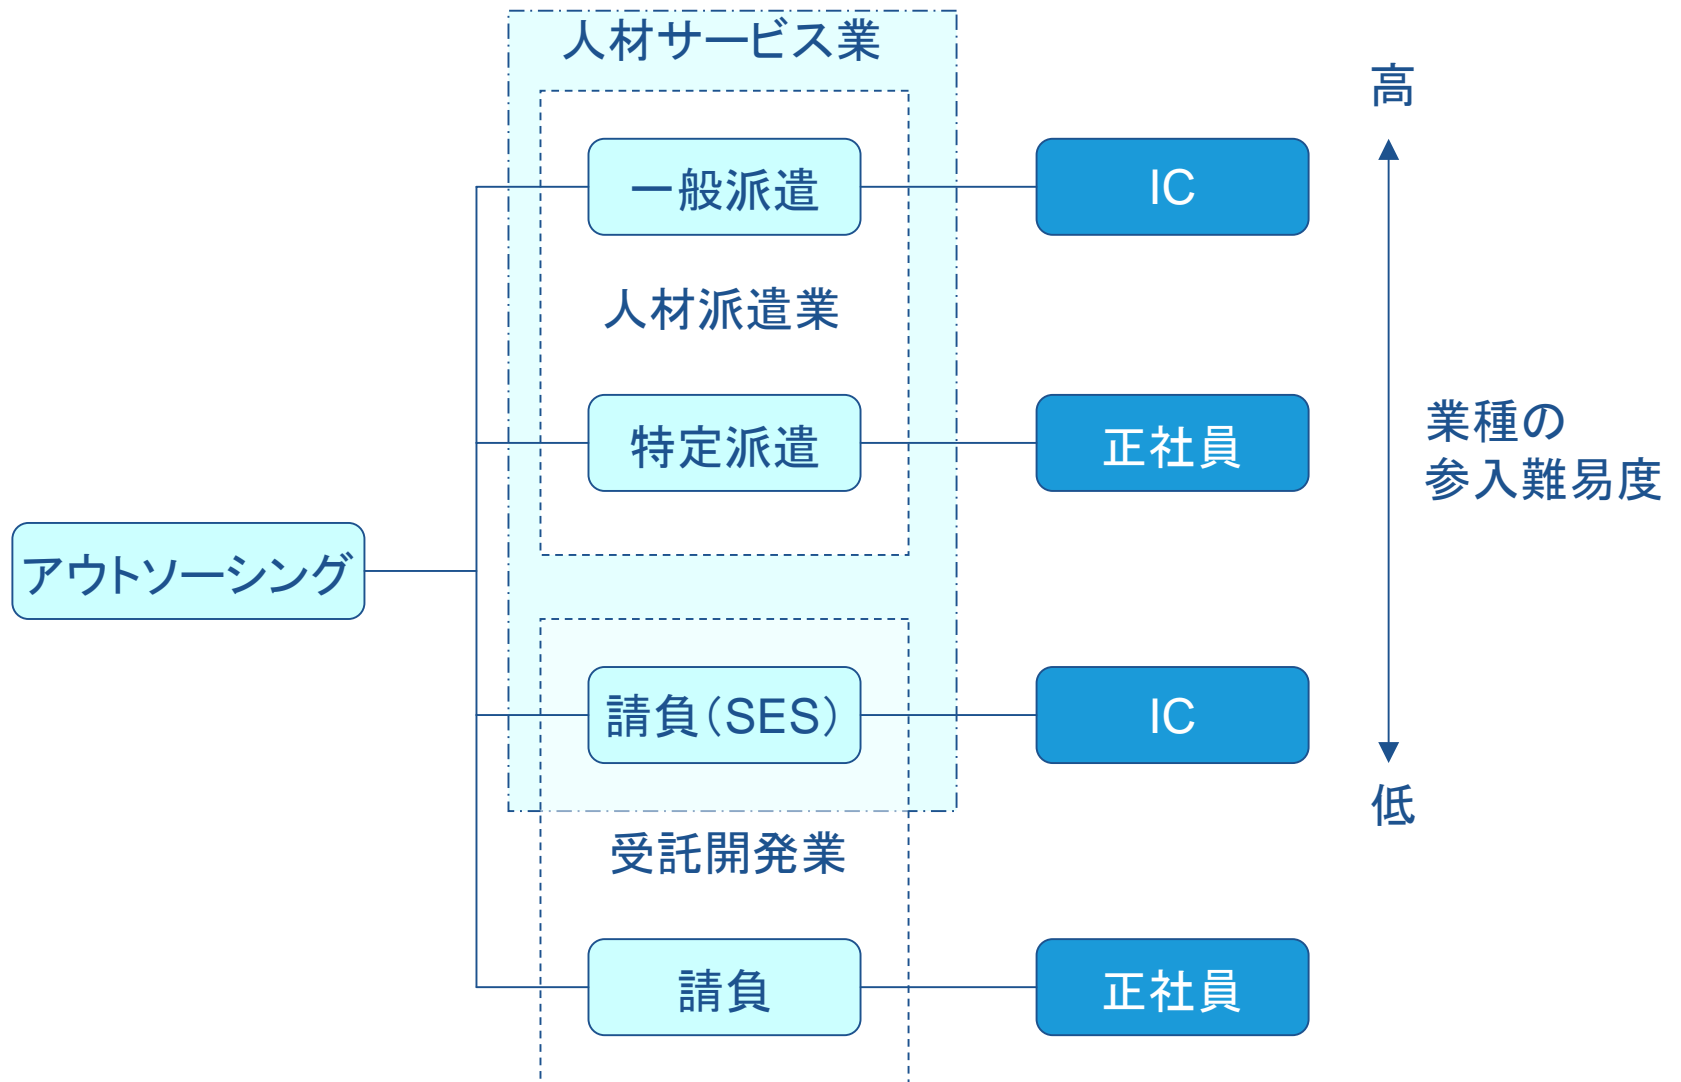 人材サービス業
高
一般派遣
IC
人材派遣業
業種の
参入難易度
特定派遣
正社員
アウトソーシング
請負（SES）
IC
低
受託開発業
請負
正社員